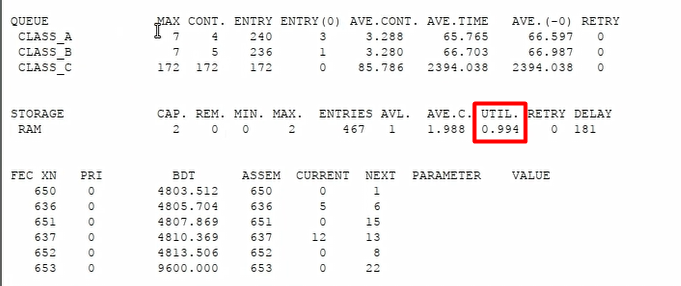 QUEUE MAX CONT. ENTRY ENTRY(0) AVE.CONT. AVE.TIME AVE.(-0) RETRY
CLASS_A 7 4 240 3 3.288 65.765 66.597 0
CLASS_B 7 5 236 1 3.280 66.703 66.987 0
CLASS_C 172 172 172 0 85.786 2394.038 2394.038 0
STORAGE CAP. REM. MIN. MAX. ENTRIES AVL. AVE.C. UTIL. RETRY DELAY
RAM 2 0 0 2 467 1 1.988 0.994 0 181
FEC XN PRI BDT ASSEM CURRENT NEXT PARAMETER VALUE
650 0 4803.512 650 0 1
636 0 4805.704 636 5 6
651 0 4807.869 651 0 15
637 0 4810.369 637 12 13
652 0 4813.506 652 0 8
653 0 9600.000 653 0 22